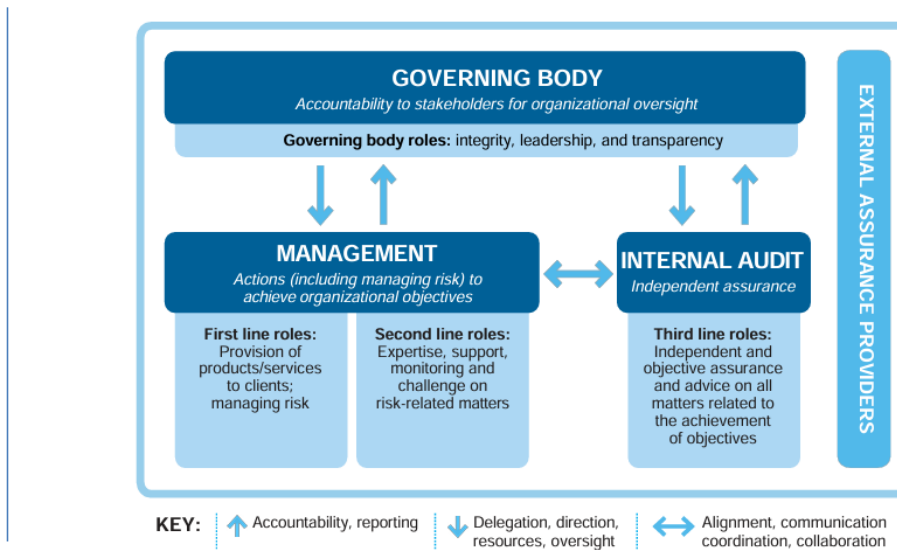 GOVERNING BODY
Accountability to stakeholders for organizational oversight
Governing body roles: integrity, leadership, and transparency
MANAGEMENT
Actions (including managing risk) to
achieve organizational objectives
INTERNAL AUDIT
Independent assurance
First line roles:
Provision of
products/services
to clients;
managing risk
Second line roles:
Expertise, support,
monitoring and
challenge on
risk-related matters
Third line roles:
Independent and
objective assurance
and advice on all
matters related to
the achievement
of objectives
EXTERNAL ASSURANCE PROVIDERS
KEY:
Accountability, reporting
Delegation, direction,
resources, oversight
Alignment, communication
coordination, collaboration